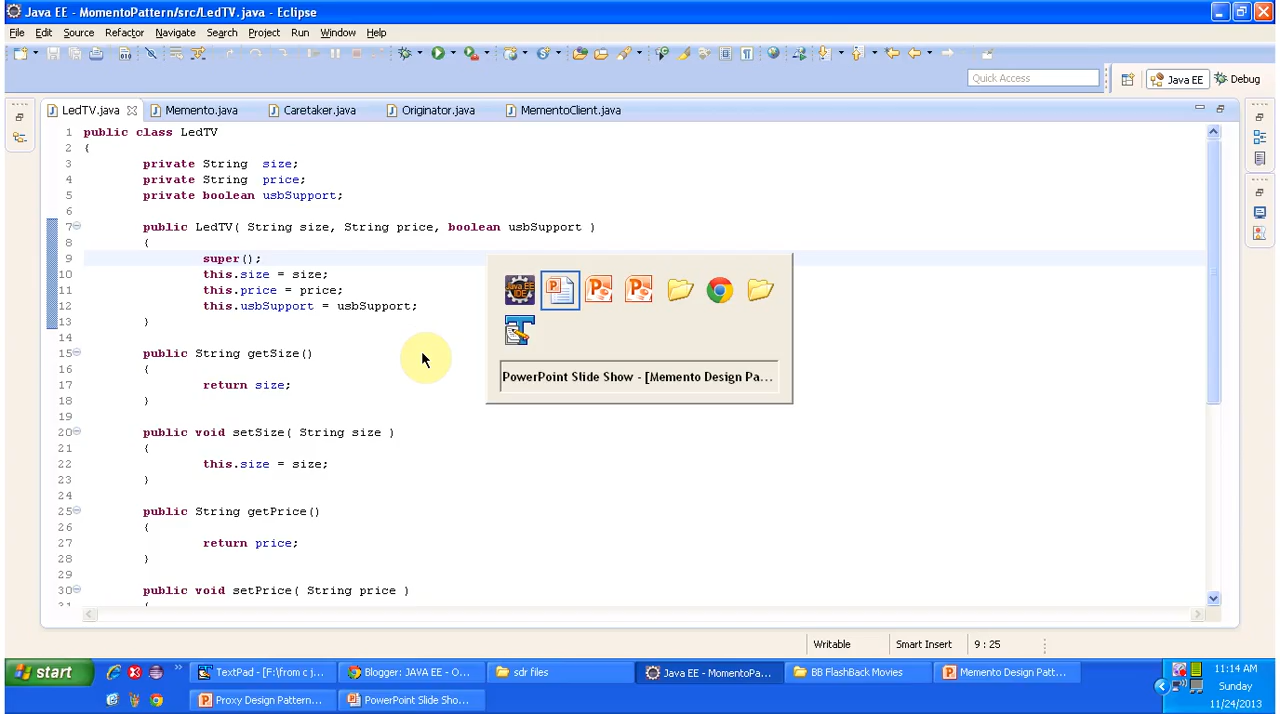 Java EE - MomentoPattern/src/LedTV.java - Eclipse
File Edit Source Refactor Navigate Search Project Run Window Help
Quick Access
Java EE
Debug
LedTV.java
Memento.java
Caretaker.java
Originator.java
MementoClient.java
1 public class LedTV
2 {
3 private String size;
4 private String price;
5 private boolean usbSupport;
6
7 public LedTV( String size, String price, boolean usbSupport )
8 {
9 super();
10 this.size = size;
11 this.price = price;
12 this.usbSupport = usbSupport;
13 }
14
15 public String getSize()
16 {
17 return size;
18 }
19
20 public void setSize( String size )
21 {
22 this.size = size;
23 }
24
25 public String getPrice()
26 {
27 return price;
28 }
29
30 public void setPrice( String price )
31 {
Java EE IDE
PowerPoint Slide Show - [Memento Design Pa...
Writable
Smart Insert
9 : 25
start
TextPad - [F:\from c j...
Blogger: JAVA EE - O...
sdr files
Java EE - MomentoPa...
BB FlashBack Movies
Memento Design Patt...
11:14 AM
Proxy Design Pattern...
PowerPoint Slide Sho...
Sunday
11/24/2013